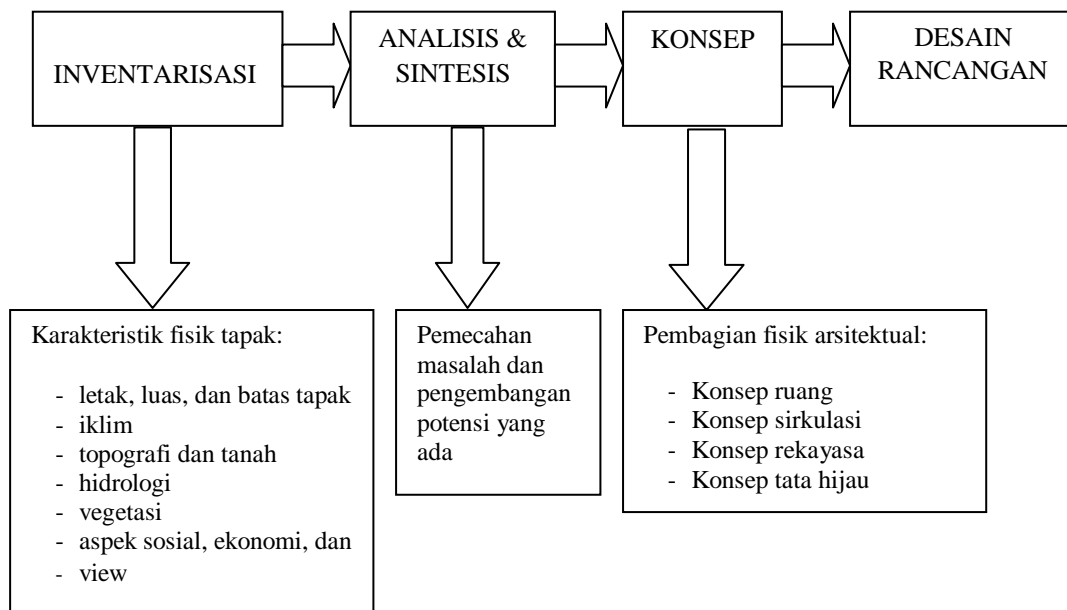 INVENTARISASI
ANALISIS &
SINTESIS
KONSEP
DESAIN
RANCANGAN
Karakteristik fisik tapak:
- letak, luas, dan batas tapak
- iklim
- topografi dan tanah
- hidrologi
- vegetasi
- aspek sosial, ekonomi, dan
- view
Pemecahan
masalah dan
pengembangan
potensi yang
ada
Pembagian fisik arsitektual:
- Konsep ruang
- Konsep sirkulasi
- Konsep rekayasa
- Konsep tata hijau